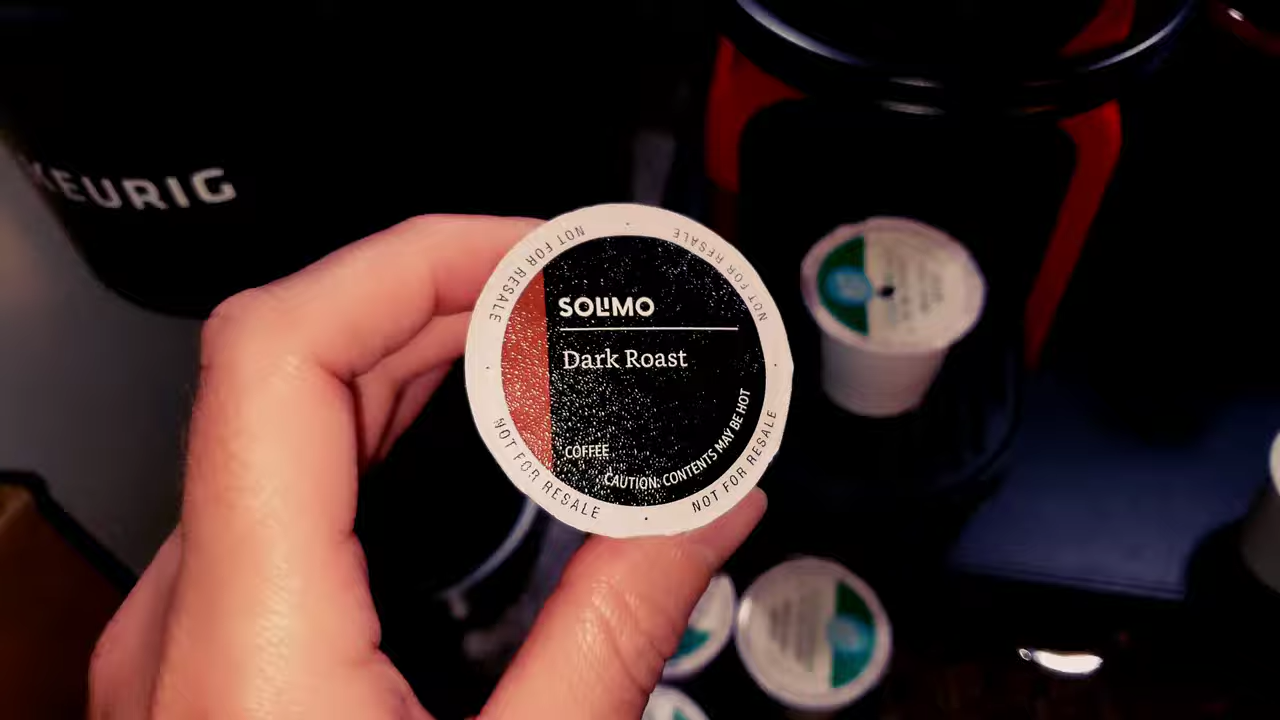 KEURIG
NOT FOR RESALE
NOT FOR RESALE
SOLIMO
Dark Roast
COFFEE
CAUTION: CONTENTS MAY BE HOT
NOT FOR RESALE
NOT FOR RESALE